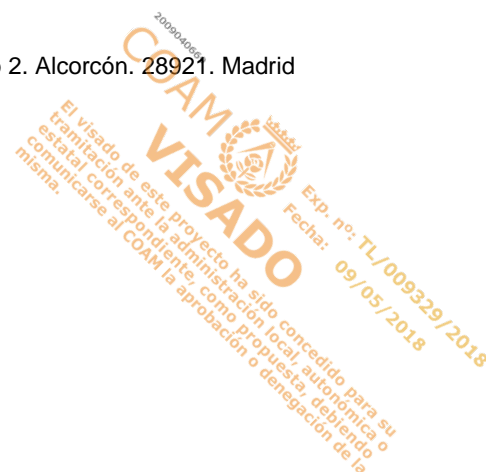 2009040664
2. Alcorcón. 28921. Madrid
COAM
VISADO
Exp. nº: TL/009329/2018
Fecha: 09/05/2018
El visado de este proyecto ha sido concedido para su
tramitación ante la administración local, autonómica o
estatal correspondiente, como propuesta, debiendo
comunicarse al COAM la aprobación o denegación de la
misma.